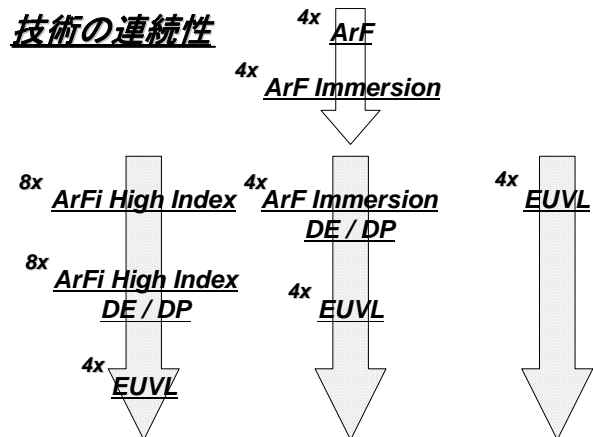 技術の連続性
4x ArF
4x ArF Immersion
8x ArFi High Index
8x ArFi High Index
DE / DP
4x EUVL
4x ArF Immersion
DE / DP
4x EUVL
4x EUVL